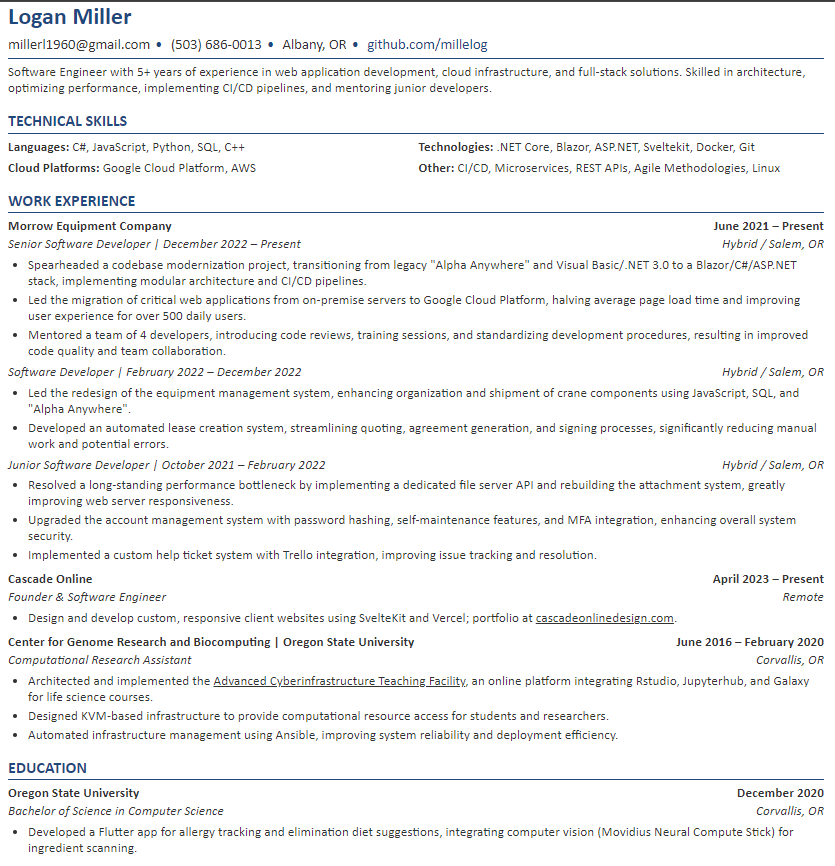 Logan Miller
millerl1960@gmail.com • (503) 686-0013 • Albany, OR • github.com/millelog
Software Engineer with 5+ years of experience in web application development, cloud infrastructure, and full-stack solutions. Skilled in architecture,
optimizing performance, implementing CI/CD pipelines, and mentoring junior developers.
TECHNICAL SKILLS
Languages: C#, JavaScript, Python, SQL, C++ Technologies: .NET Core, Blazor, ASP.NET, Sveltekit, Docker, Git
Cloud Platforms: Google Cloud Platform, AWS Other: CI/CD, Microservices, REST APIs, Agile Methodologies, Linux
WORK EXPERIENCE
Morrow Equipment Company June 2021 – Present
Senior Software Developer | December 2022 – Present Hybrid / Salem, OR
• Spearheaded a codebase modernization project, transitioning from legacy "Alpha Anywhere" and Visual Basic/.NET 3.0 to a Blazor/C#/ASP.NET
stack, implementing modular architecture and CI/CD pipelines.
• Led the migration of critical web applications from on-premise servers to Google Cloud Platform, halving average page load time and improving
user experience for over 500 daily users.
• Mentored a team of 4 developers, introducing code reviews, training sessions, and standardizing development procedures, resulting in improved
code quality and team collaboration.
Software Developer | February 2022 – December 2022 Hybrid / Salem, OR
• Led the redesign of the equipment management system, enhancing organization and shipment of crane components using JavaScript, SQL, and
"Alpha Anywhere".
• Developed an automated lease creation system, streamlining quoting, agreement generation, and signing processes, significantly reducing manual
work and potential errors.
Junior Software Developer | October 2021 – February 2022 Hybrid / Salem, OR
• Resolved a long-standing performance bottleneck by implementing a dedicated file server API and rebuilding the attachment system, greatly
improving web server responsiveness.
• Upgraded the account management system with password hashing, self-maintenance features, and MFA integration, enhancing overall system
security.
• Implemented a custom help ticket system with Trello integration, improving issue tracking and resolution.
Cascade Online April 2023 – Present
Founder & Software Engineer Remote
• Design and develop custom, responsive client websites using SvelteKit and Vercel; portfolio at cascadeonlinedesign.com.
Center for Genome Research and Biocomputing | Oregon State University June 2016 – February 2020
Computational Research Assistant Corvallis, OR
• Architected and implemented the Advanced Cyberinfrastructure Teaching Facility, an online platform integrating Rstudio, Jupyterhub, and Galaxy
for life science courses.
• Designed KVM-based infrastructure to provide computational resource access for students and researchers.
• Automated infrastructure management using Ansible, improving system reliability and deployment efficiency.
EDUCATION
Oregon State University December 2020
Bachelor of Science in Computer Science Corvallis, OR
• Developed a Flutter app for allergy tracking and elimination diet suggestions, integrating computer vision (Movidius Neural Compute Stick) for
ingredient scanning.